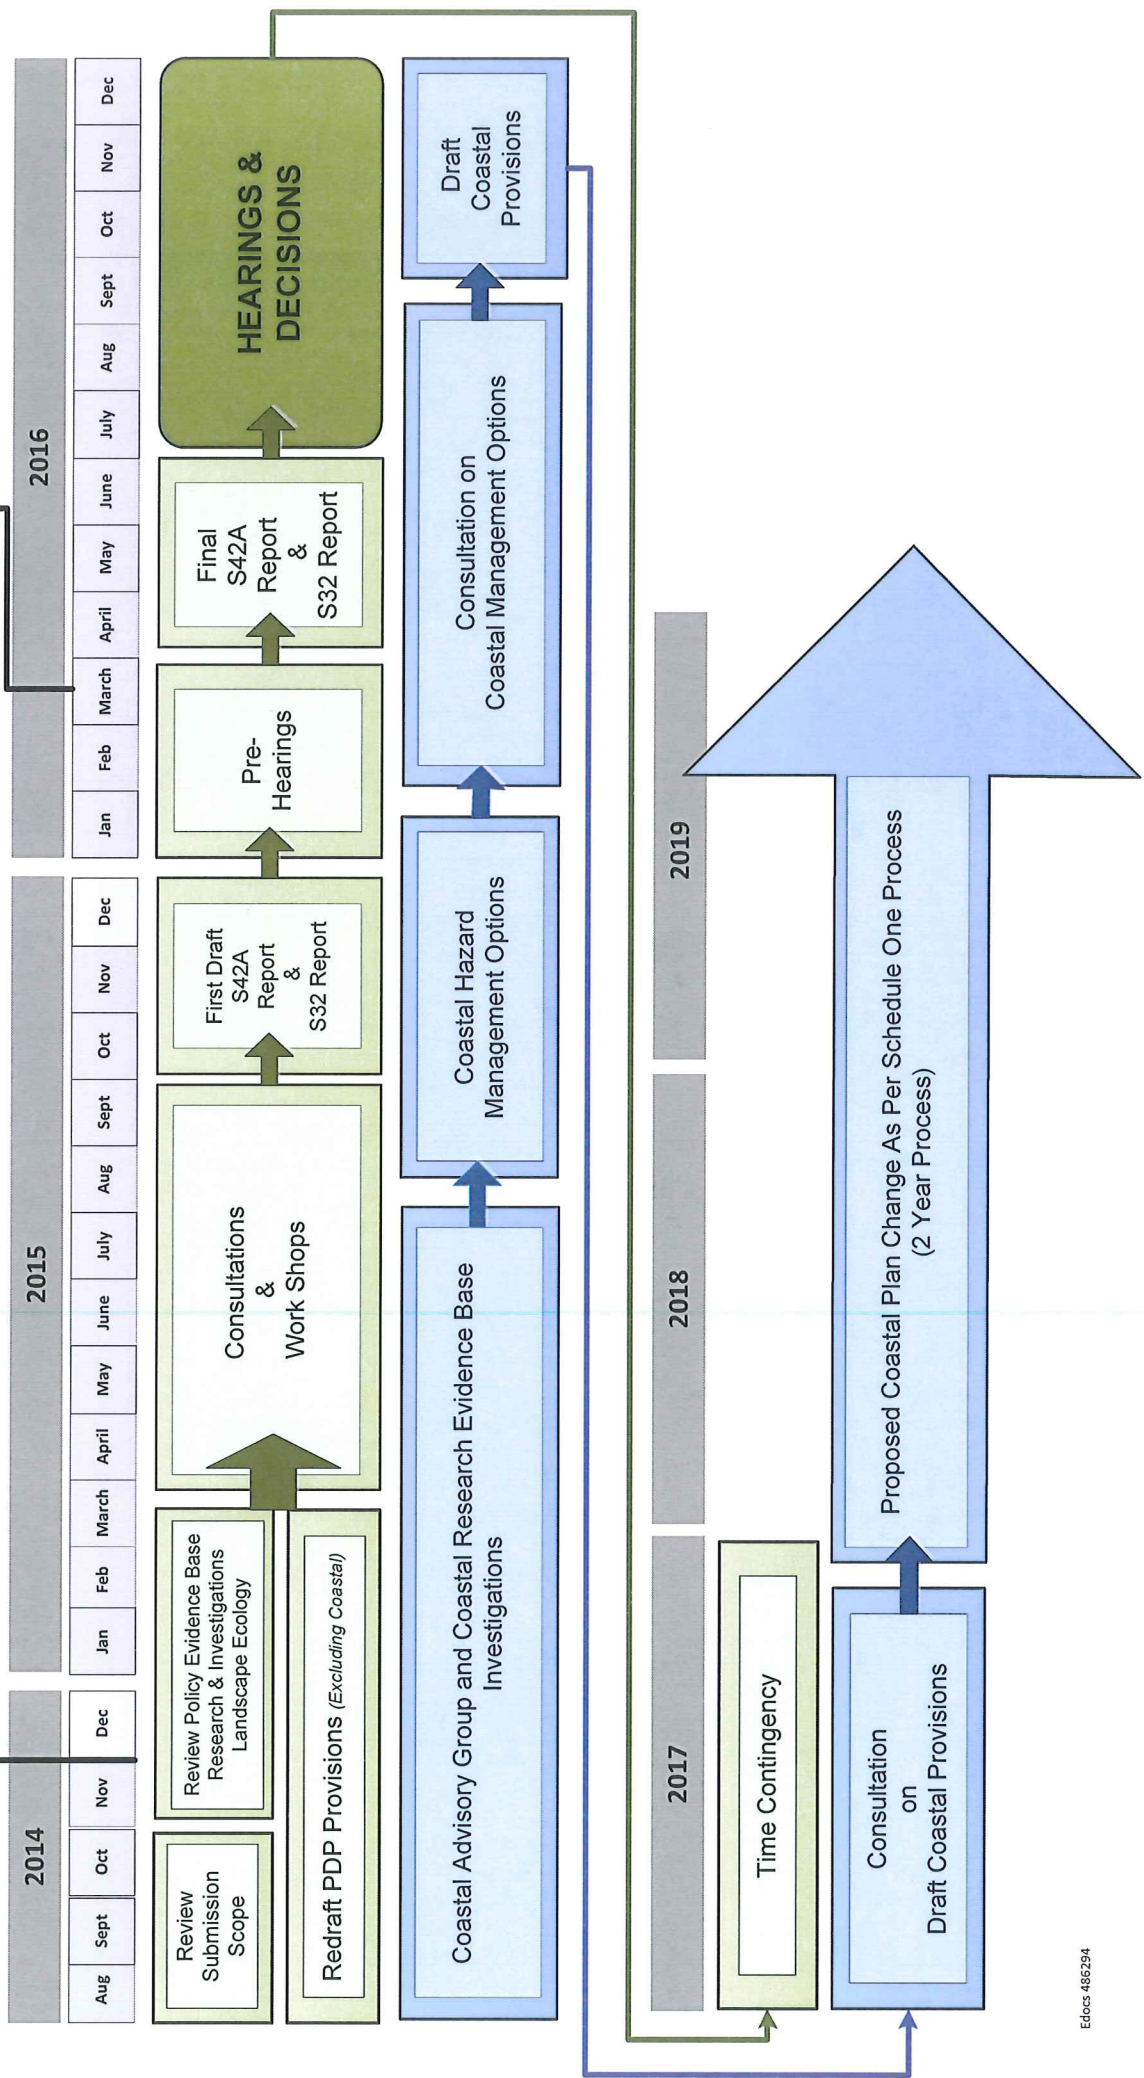 2014
2015
2016
Aug
Sept
Oct
Nov
Dec
Jan
Feb
March
April
May
June
July
Aug
Sept
Oct
Nov
Dec
Jan
Feb
March
April
May
June
July
Aug
Sept
Oct
Nov
Dec
Review
Submission
Scope
Review Policy Evidence Base
Research & Investigations
Landscape Ecology
Redraft PDP Provisions (Excluding Coastal)
Consultations
&
Work Shops
First Draft
S42A
Report
&
S32 Report
Pre-
Hearings
Final
S42A
Report
&
S32 Report
HEARINGS &
DECISIONS
Coastal Advisory Group and Coastal Research Evidence Base
Investigations
Coastal Hazard
Management Options
Consultation on
Coastal Management Options
Draft
Coastal
Provisions
2017
2018
2019
Time Contingency
Consultation
on
Draft Coastal Provisions
Proposed Coastal Plan Change As Per Schedule One Process
(2 Year Process)
Edocs 486294